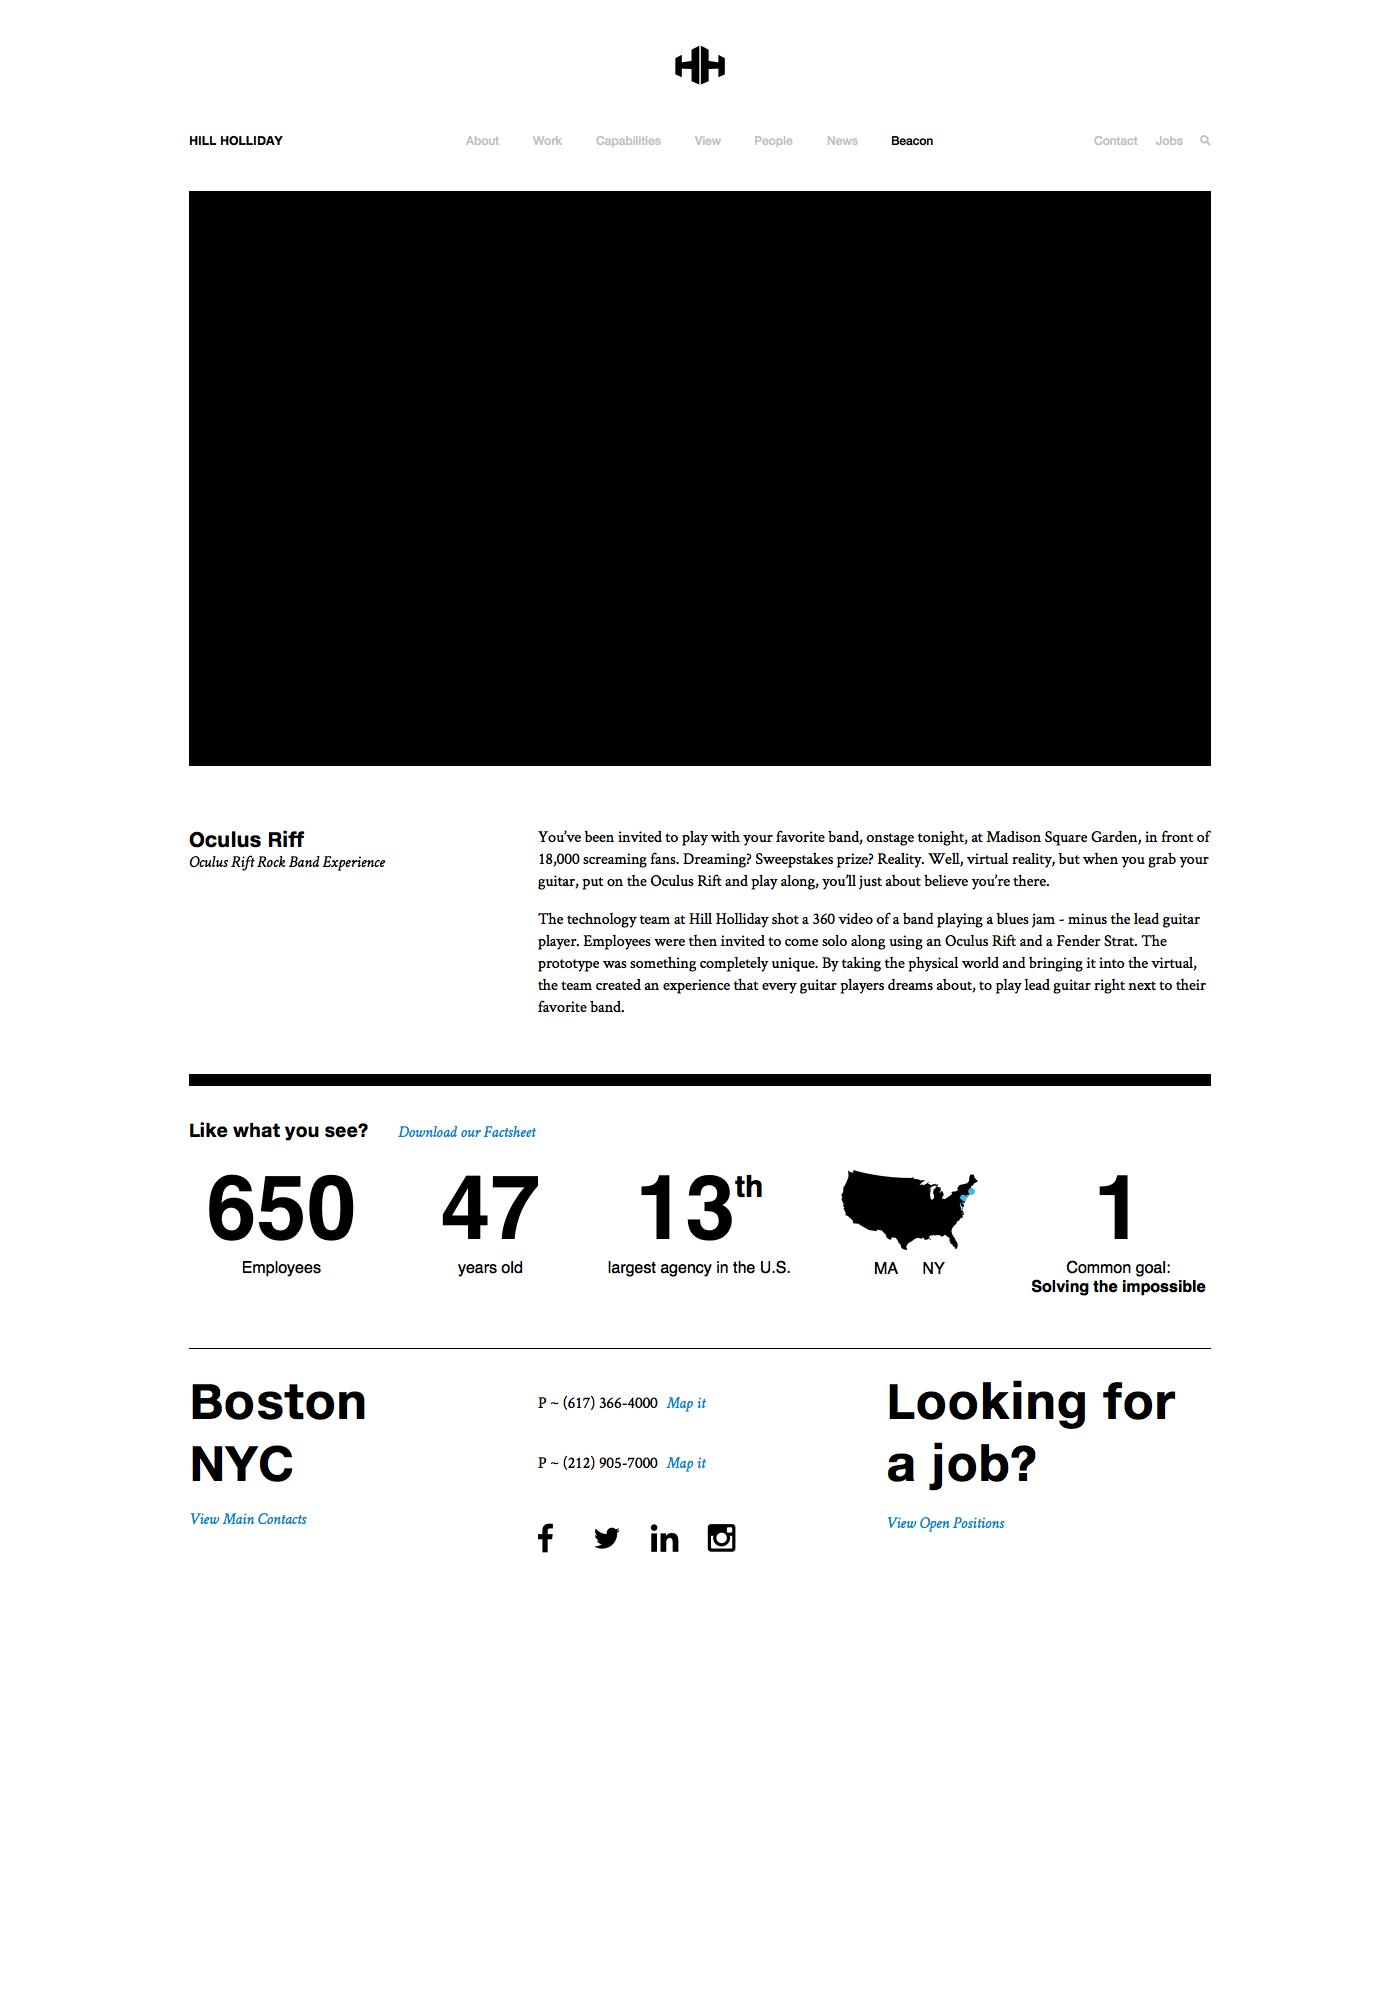 HH
HILL HOLLIDAY About Work Capabilities View People News Beacon Contact Jobs
Oculus Riff
Oculus Rift Rock Band Experience
You’ve been invited to play with your favorite band, onstage tonight, at Madison Square Garden, in front of
18,000 screaming fans. Dreaming? Sweepstakes prize? Reality. Well, virtual reality, but when you grab your
guitar, put on the Oculus Rift and play along, you’ll just about believe you’re there.
The technology team at Hill Holliday shot a 360 video of a band playing a blues jam - minus the lead guitar
player. Employees were then invited to come solo along using an Oculus Rift and a Fender Strat. The
prototype was something completely unique. By taking the physical world and bringing it into the virtual,
the team created an experience that every guitar players dreams about, to play lead guitar right next to their
favorite band.
Like what you see? Download our Factsheet
650
Employees
47
years old
13th
largest agency in the U.S.
MA NY
1
Common goal:
Solving the impossible
Boston
NYC
View Main Contacts
P ~ (617) 366-4000 Map it
P ~ (212) 905-7000 Map it
Looking for
a job?
View Open Positions